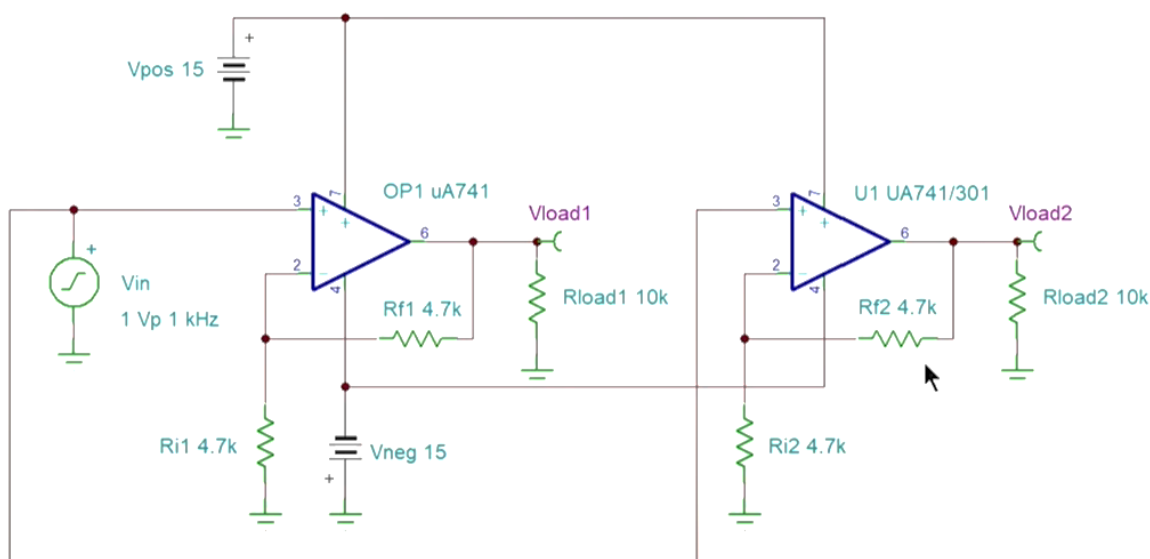 +
Vpos 15
OP1 uA741
U1 UA741/301
3
7
+
+
6
2
-
4
Vload1
3
7
+
+
6
2
-
4
Vload2
+
Vin
1 Vp 1 kHz
Rf1 4.7k
Rload1 10k
Rf2 4.7k
Rload2 10k
Ri1 4.7k
Vneg 15
+
Ri2 4.7k